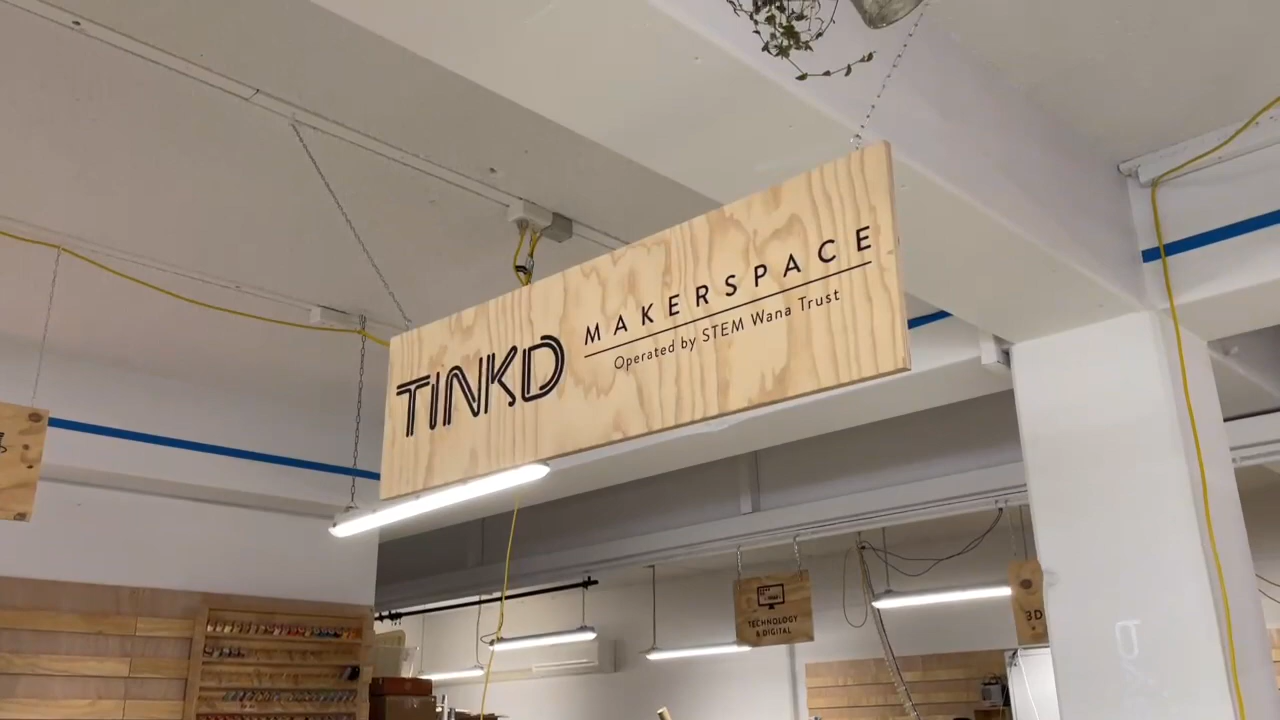 TINKD
MAKERSPACE
Operated by STEM Wana Trust
TECHNOLOGY
& DIGITAL
3D